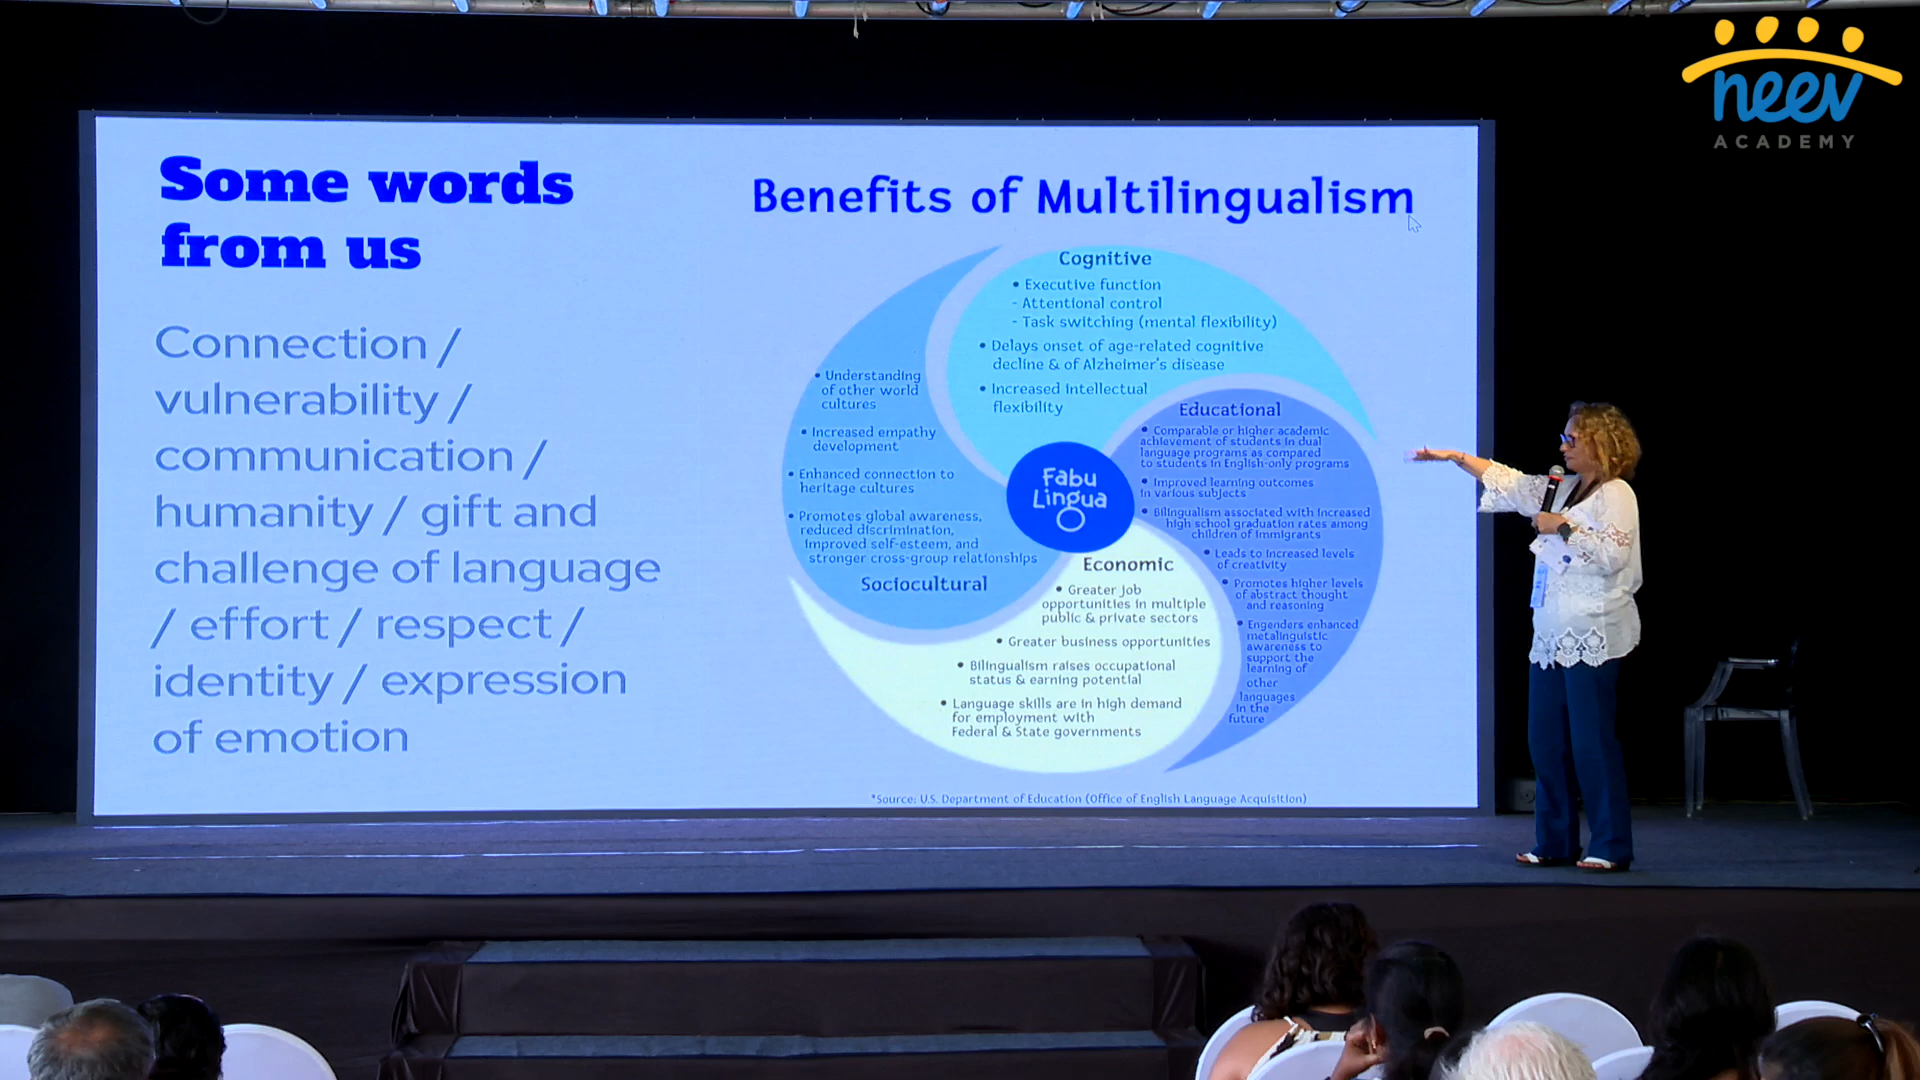 neev
ACADEMY
Some words
from us
Connection /
vulnerability /
communication /
humanity / gift and
challenge of language
/ effort / respect /
identity / expression
of emotion
Benefits of Multilingualism
Cognitive
• Executive function
- Attentional control
- Task switching (mental flexibility)
• Delays onset of age-related cognitive
decline & of Alzheimer's disease
• Increased intellectual
flexibility
Educational
• Comparable or higher academic
achievement of students in dual
language programs as compared
to students in English-only programs
• Improved learning outcomes
in various subjects
• Bilingualism associated with increased
high school graduation rates among
children of immigrants
• Leads to increased levels
of creativity
• Promotes higher levels
of abstract thought
and reasoning
• Engenders enhanced
metalinguistic
awareness to
support the
learning of
other
languages
in the
future
Economic
• Greater job
opportunities in multiple
public & private sectors
• Greater business opportunities
• Bilingualism raises occupational
status & earning potential
• Language skills are in high demand
for employment with
Federal & State governments
• Understanding
of other world
cultures
• Increased empathy
development
• Enhanced connection to
heritage cultures
• Promotes global awareness,
reduced discrimination,
improved self-esteem, and
stronger cross-group relationships
Sociocultural
Fabu
Lingua
*Source: U.S. Department of Education (Office of English Language Acquisition)